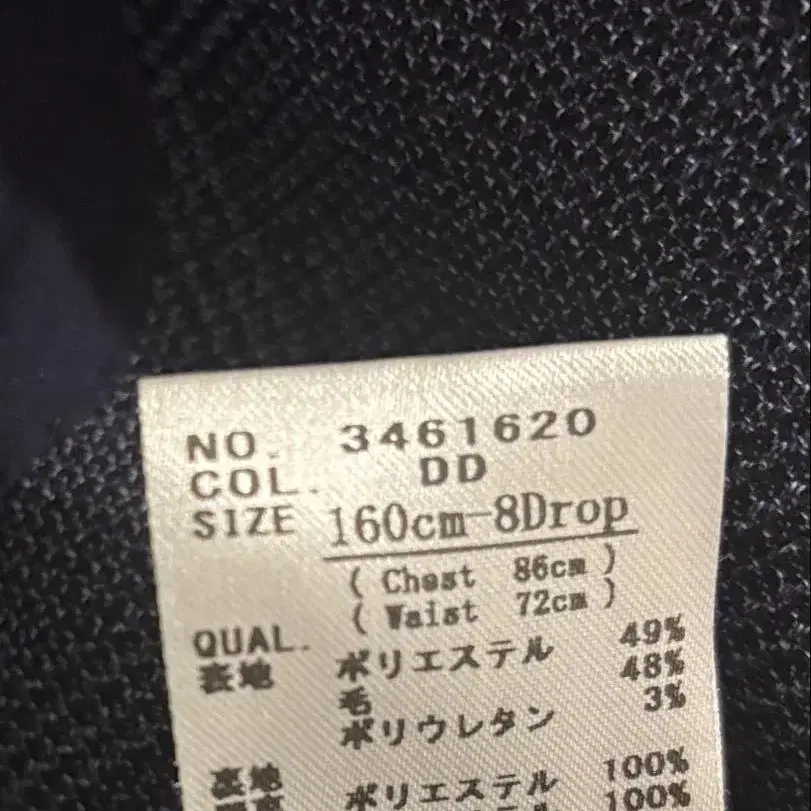 NO. 3461620
COL. DD
SIZE 160cm-8Drop
( Chest 86cm )
( Waist 72cm )
QUAL.
表地 ポリエステル 49%
毛 48%
ポリウレタン 3%
裏地 ポリエステル 100%
100%